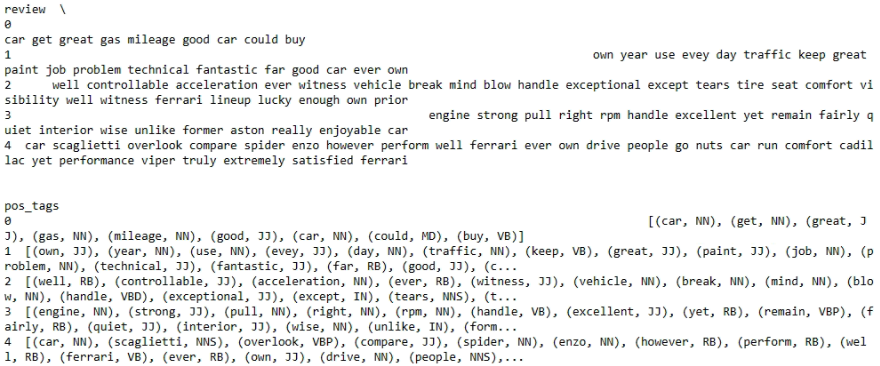 review  \
0
car get great gas mileage good car could buy
1 own year use evey day traffic keep great
paint job problem technical fantastic far good car ever own
2 well controllable acceleration ever witness vehicle break mind blow handle exceptional except tears tire seat comfort vi
sibility well witness ferrari lineup lucky enough own prior
3 engine strong pull right rpm handle excellent yet remain fairly q
uiet interior wise unlike former aston really enjoyable car
4 car scaglietti overlook compare spider enzo however perform well ferrari ever own drive people go nuts car run comfort cadil
lac yet performance viper truly extremely satisfied ferrari
pos_tags
0 [(car, NN), (get, NN), (great, J
J), (gas, NN), (mileage, NN), (good, JJ), (car, NN), (could, MD), (buy, VB)]
1 [(own, JJ), (year, NN), (use, NN), (evey, JJ), (day, NN), (traffic, NN), (keep, VB), (great, JJ), (paint, JJ), (job, NN), (p
roblem, NN), (technical, JJ), (fantastic, JJ), (far, RB), (good, JJ), (c...
2 [(well, RB), (controllable, JJ), (acceleration, NN), (ever, RB), (witness, JJ), (vehicle, NN), (break, NN), (mind, NN), (blo
w, NN), (handle, VBD), (exceptional, JJ), (except, IN), (tears, NNS), (t...
3 [(engine, NN), (strong, JJ), (pull, NN), (right, NN), (rpm, NN), (handle, VB), (excellent, JJ), (yet, RB), (remain, VBP), (f
airly, RB), (quiet, JJ), (interior, JJ), (wise, NN), (unlike, IN), (form...
4 [(car, NN), (scaglietti, NNS), (overlook, VBP), (compare, JJ), (spider, NN), (enzo, NN), (however, RB), (perform, RB), (wel
l, RB), (ferrari, VB), (ever, RB), (own, JJ), (drive, NN), (people, NNS),...